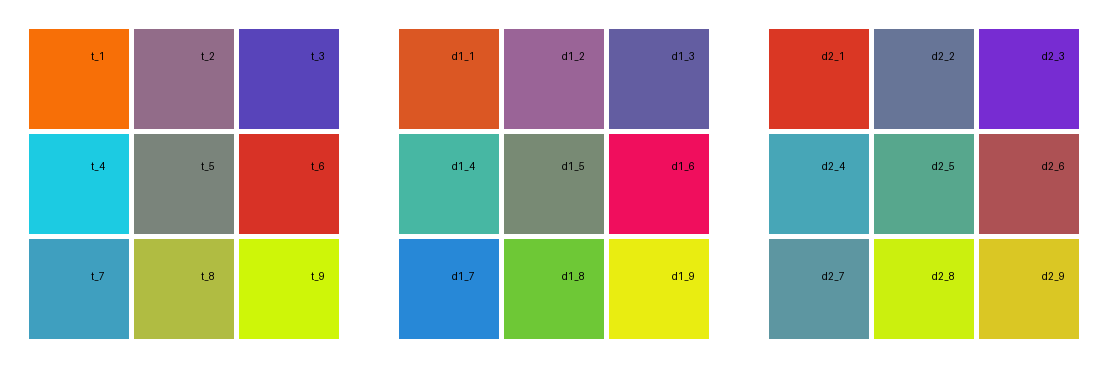 t_1 t_2 t_3 d1_1 d1_2 d1_3 d2_1 d2_2 d2_3
t_4 t_5 t_6 d1_4 d1_5 d1_6 d2_4 d2_5 d2_6
t_7 t_8 t_9 d1_7 d1_8 d1_9 d2_7 d2_8 d2_9